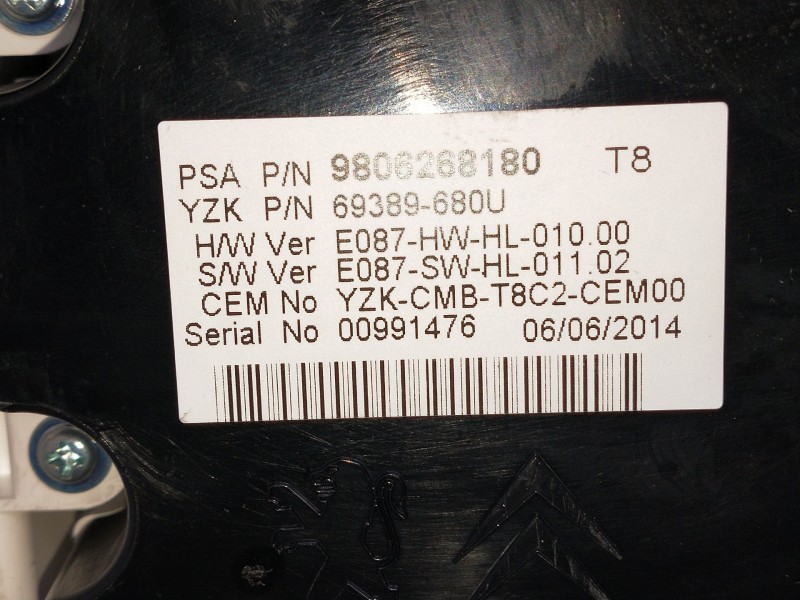 PSA P/N 9806268180 T8
YZK P/N 69389-680U
H/W Ver E087-HW-HL-010.00
S/W Ver E087-SW-HL-011.02
CEM No YZK-CMB-T8C2-CEM00
Serial No 00991476 06/06/2014